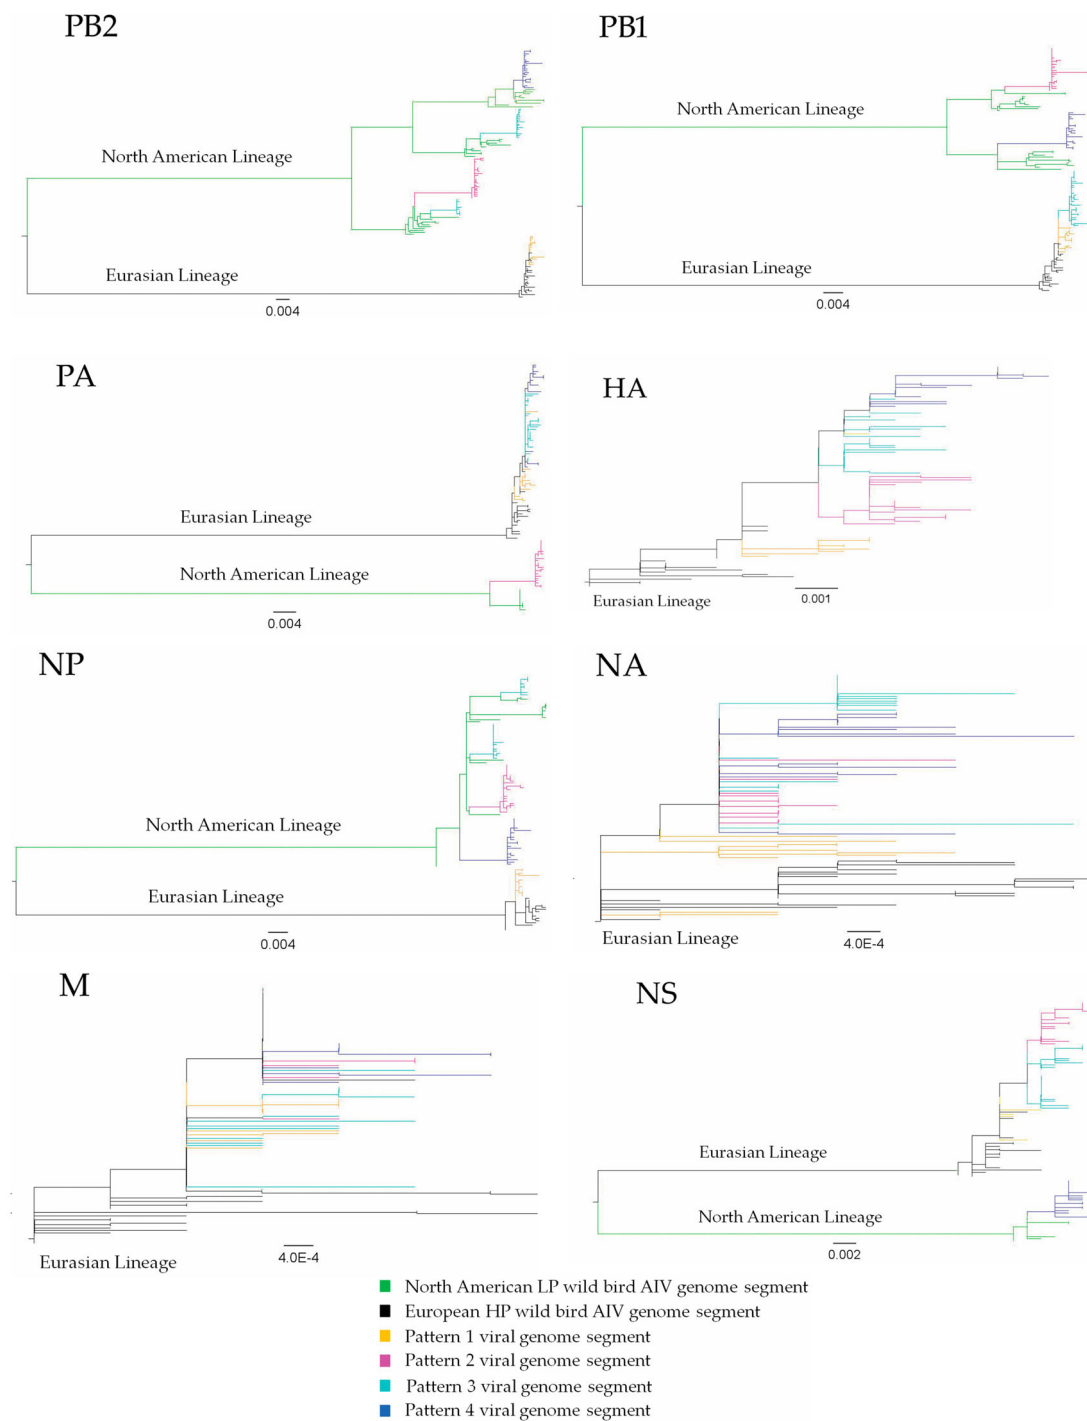 PB2
PB1
North American Lineage
North American Lineage
Eurasian Lineage
Eurasian Lineage
0.004
0.004
PA
HA
Eurasian Lineage
North American Lineage
0.004
0.001
Eurasian Lineage
NP
NA
North American Lineage
Eurasian Lineage
0.004
Eurasian Lineage
4.0E-4
M
NS
Eurasian Lineage
North American Lineage
Eurasian Lineage
4.0E-4
0.002
North American LP wild bird AIV genome segment
European HP wild bird AIV genome segment
Pattern 1 viral genome segment
Pattern 2 viral genome segment
Pattern 3 viral genome segment
Pattern 4 viral genome segment